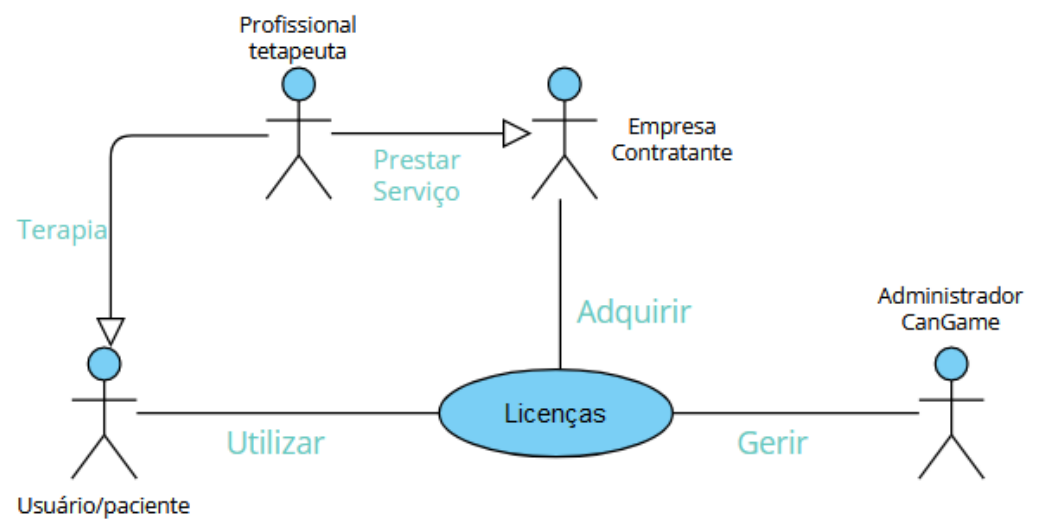 Profissional
tetapeuta
Empresa
Contratante
Prestar
Serviço
Terapia
Adquirir
Administrador
CanGame
Licenças
Utilizar
Gerir
Usuário/paciente